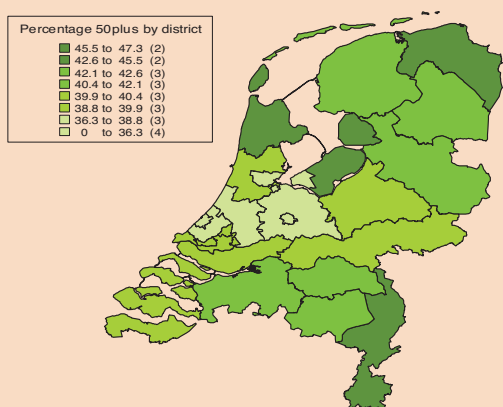 Percentage 50plus by district
45.5 to 47.3 (2)
42.6 to 45.5 (2)
42.1 to 42.6 (3)
40.4 to 42.1 (3)
39.9 to 40.4 (3)
38.8 to 39.9 (3)
36.3 to 38.8 (3)
0 to 36.3 (4)